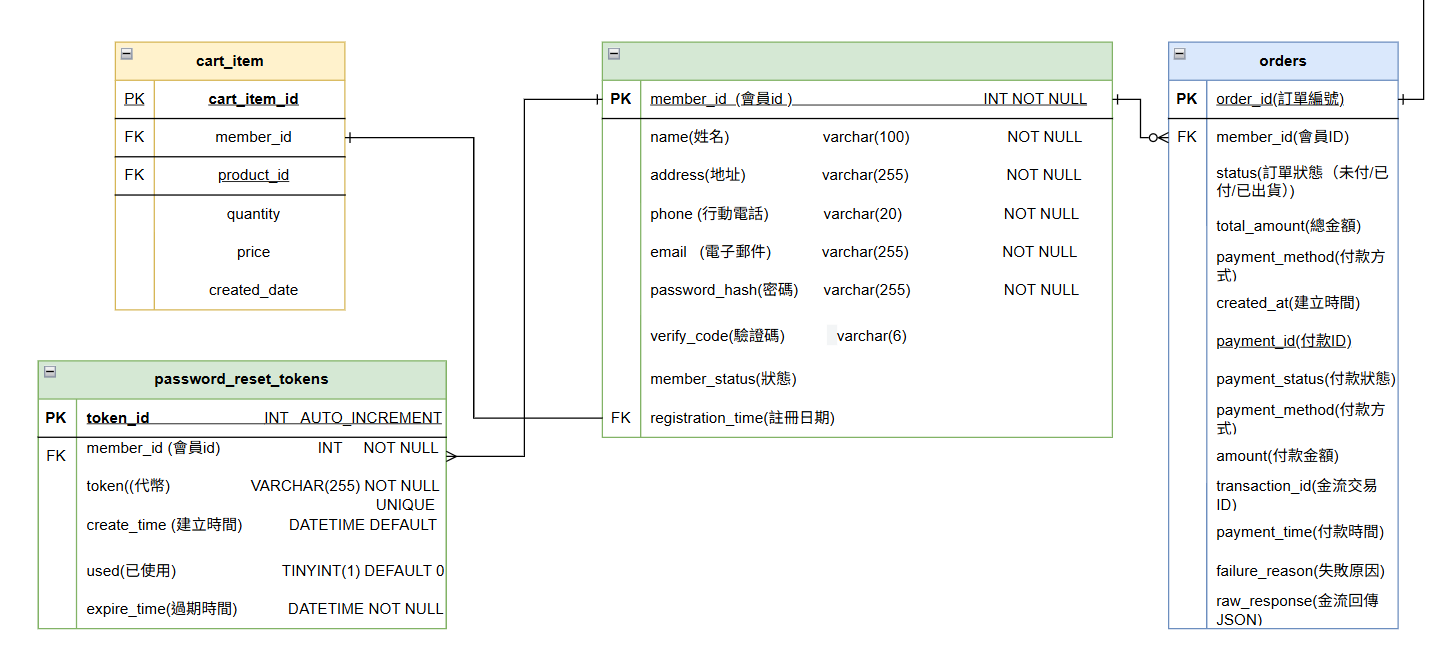 cart_item
PK cart_item_id
FK member_id
FK product_id
quantity
price
created_date
password_reset_tokens
PK token_id INT AUTO_INCREMENT
member_id (會員id) INT NOT NULL
FK
token((代幣) VARCHAR(255) NOT NULL
UNIQUE
create_time (建立時間) DATETIME DEFAULT
used(已使用) TINYINT(1) DEFAULT 0
expire_time(過期時間) DATETIME NOT NULL
PK member_id (會員id ) INT NOT NULL
name(姓名) varchar(100) NOT NULL
address(地址) varchar(255) NOT NULL
phone (行動電話) varchar(20) NOT NULL
email (電子郵件) varchar(255) NOT NULL
password_hash(密碼) varchar(255) NOT NULL
verify_code(驗證碼) varchar(6)
member_status(狀態)
FK registration_time(註冊日期)
orders
PK order_id(訂單編號)
FK member_id(會員ID)
status(訂單狀態（未付/已
付/已出貨）)
total_amount(總金額)
payment_method(付款方
式)
created_at(建立時間)
payment_id(付款ID)
payment_status(付款狀態)
payment_method(付款方
式)
amount(付款金額)
transaction_id(金流交易
ID)
payment_time(付款時間)
failure_reason(失敗原因)
raw_response(金流回傳
JSON)